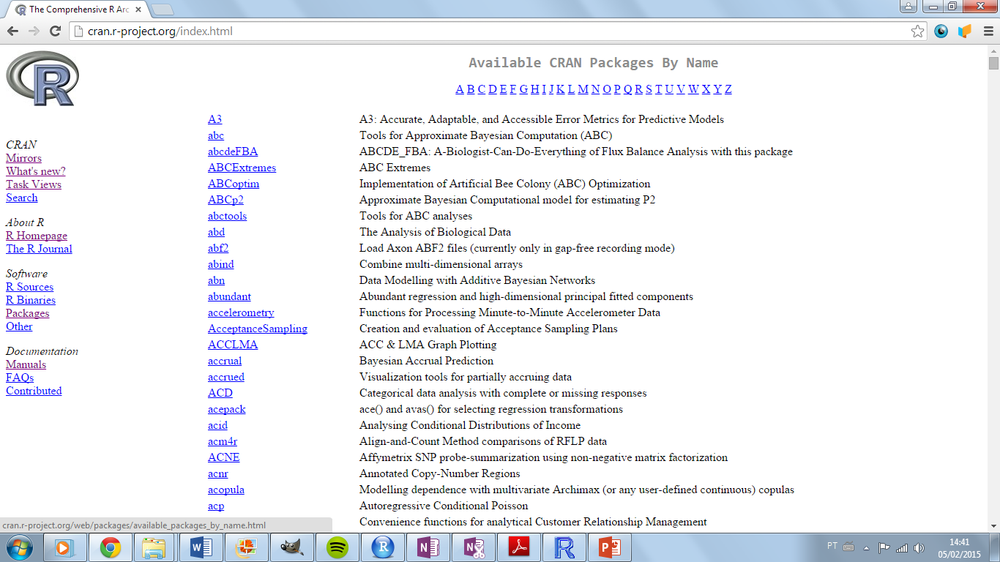 The Comprehensive R Arc
cran.r-project.org/index.html
R
Available CRAN Packages By Name
A B C D E F G H I J K L M N O P Q R S T U V W X Y Z
CRAN
Mirrors
What's new?
Task Views
Search
About R
R Homepage
The R Journal
Software
R Sources
R Binaries
Packages
Other
Documentation
Manuals
FAQs
Contributed
A3 A3: Accurate, Adaptable, and Accessible Error Metrics for Predictive Models
abc Tools for Approximate Bayesian Computation (ABC)
abcdeFBA ABCDE_FBA: A-Biologist-Can-Do-Everything of Flux Balance Analysis with this package
ABCExtremes ABC Extremes
ABCoptim Implementation of Artificial Bee Colony (ABC) Optimization
ABCp2 Approximate Bayesian Computational model for estimating P2
abctools Tools for ABC analyses
abd The Analysis of Biological Data
abf2 Load Axon ABF2 files (currently only in gap-free recording mode)
abind Combine multi-dimensional arrays
abn Data Modelling with Additive Bayesian Networks
abundant Abundant regression and high-dimensional principal fitted components
accelerometry Functions for Processing Minute-to-Minute Accelerometer Data
AcceptanceSampling Creation and evaluation of Acceptance Sampling Plans
ACCLMA ACC & LMA Graph Plotting
accrual Bayesian Accrual Prediction
accrued Visualization tools for partially accruing data
ACD Categorical data analysis with complete or missing responses
acepack ace() and avas() for selecting regression transformations
acid Analysing Conditional Distributions of Income
acm4r Align-and-Count Method comparisons of RFLP data
ACNE Affymetrix SNP probe-summarization using non-negative matrix factorization
acnr Annotated Copy-Number Regions
acopula Modelling dependence with multivariate Archimax (or any user-defined continuous) copulas
acp Autoregressive Conditional Poisson
Convenience functions for analytical Customer Relationship Management
cran.r-project.org/web/packages/available_packages_by_name.html
PT
14:41
05/02/2015